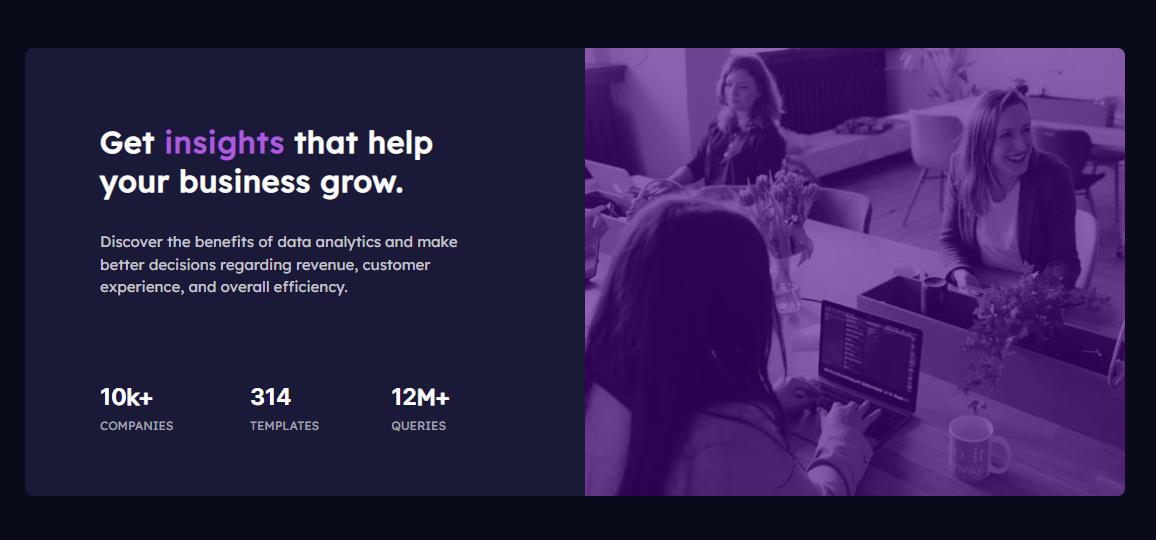 Get insights that help
your business grow.
Discover the benefits of data analytics and make
better decisions regarding revenue, customer
experience, and overall efficiency.
10k+ 314 12M+
COMPANIES TEMPLATES QUERIES